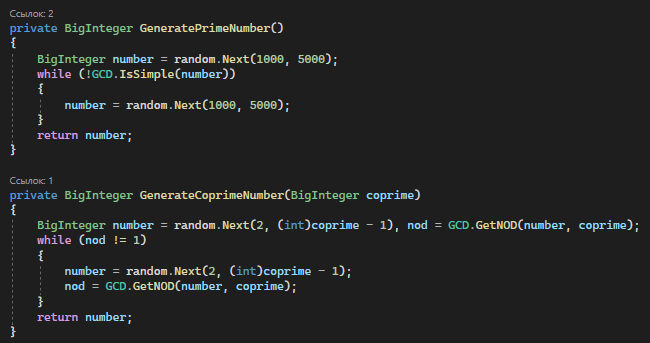 Ссылок: 2
private BigInteger GeneratePrimeNumber()
{
    BigInteger number = random.Next(1000, 5000);
    while (!GCD.IsSimple(number))
    {
        number = random.Next(1000, 5000);
    }
    return number;
}
Ссылок: 1
private BigInteger GenerateCoprimeNumber(BigInteger coprime)
{
    BigInteger number = random.Next(2, (int)coprime - 1), nod = GCD.GetNOD(number, coprime);
    while (nod != 1)
    {
        number = random.Next(2, (int)coprime - 1);
        nod = GCD.GetNOD(number, coprime);
    }
    return number;
}